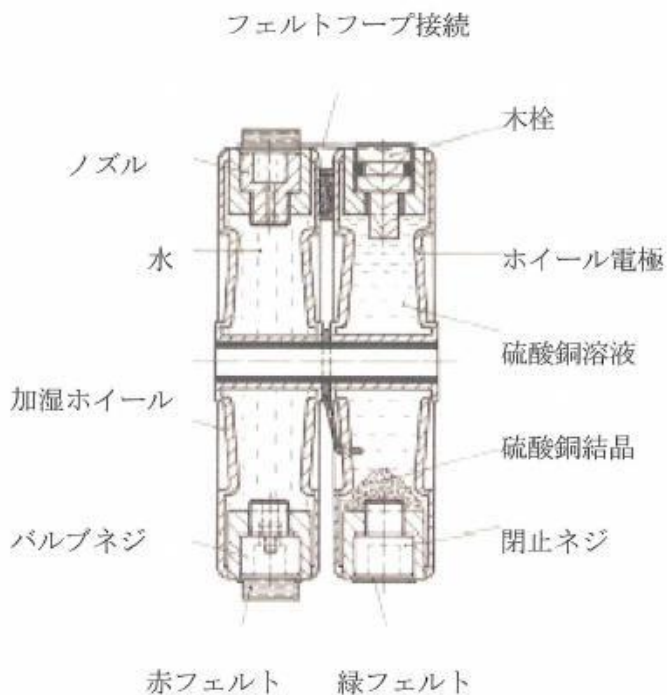 フェルトフープ接続
木栓
ノズル
水
ホイール電極
硫酸銅溶液
加湿ホイール
硫酸銅結晶
バルブネジ
閉止ネジ
赤フェルト
緑フェルト